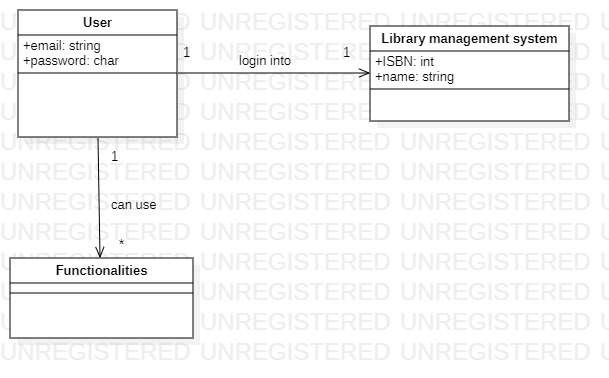 User
+email: string
+password: char
1
login into
1
Library management system
+ISBN: int
+name: string
1
can use
*
Functionalities
UNREGISTERED